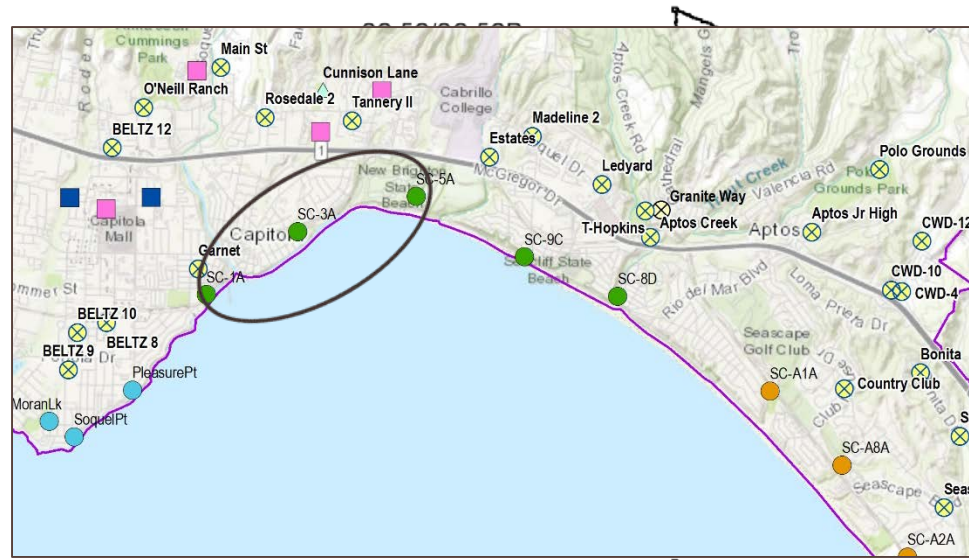 Cummings
Park
Main St
O'Neill Ranch
Rodeo
Cunnison Lane
Rosedale 2
Tannery II
Cabrillo
College
BELTZ 12
1
Madeline 2
Estates
Soquel Dr
Aptos Creek Rd
Mangels
McGregor Dr
New Brighton
State
Beach
SC-5A
Ledyard
Polo Grounds
Valencia Rd
Grounds Park
Granite Way
T-Hopkins
Aptos Creek
Aptos
Aptos Jr High
CWD-12
Capitola
Mall
Capitola
SC-3A
Garnet
SC-1A
SC-9C
State
Beach
SC-8D
Rio del Mar Blvd
CWD-10
CWD-4
Loma Prieta Dr
BELTZ 10
BELTZ 8
BELTZ 9
Seascape
Golf Club
Bonita
SC-A1A
Country Club
PleasurePt
MoranLk
SoquelPt
SC-A8A
Seascape
SC-A2A